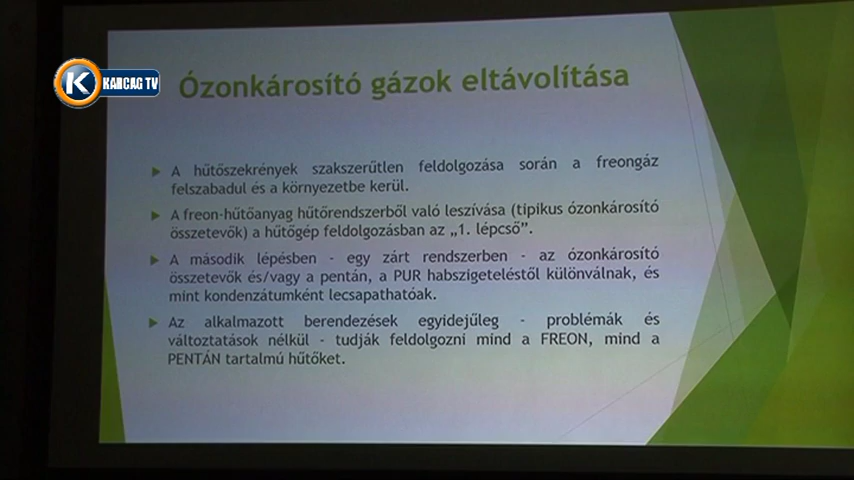 K KARCAG TV
Ózonkárosító gázok eltávolítása
A hűtőszekrények szakszerűtlen feldolgozása során a freongáz
felszabadul és a környezetbe kerül.
A freon-hűtőanyag hűtőrendszerből való leszívása (tipikus ózonkárosító
összetevők) a hűtőgép feldolgozásban az „1. lépcső”.
A második lépésben - egy zárt rendszerben - az ózonkárosító
összetevők és/vagy a pentán, a PUR habszigeteléstől különválnak, és
mint kondenzátumként lecsapathatóak.
Az alkalmazott berendezések egyidejűleg - problémák és
változtatások nélkül - tudják feldolgozni mind a FREON, mind a
PENTÁN tartalmú hűtőket.